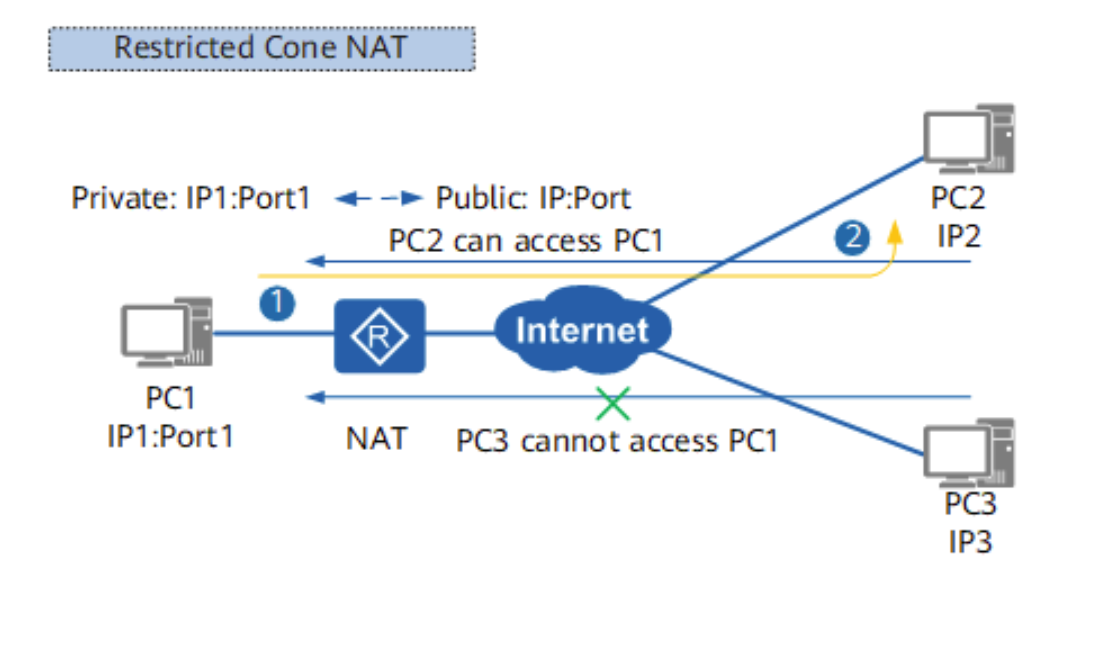 Restricted Cone NAT
Private: IP1:Port1
Public: IP:Port
PC2 can access PC1
2
PC2
IP2
1
R
Internet
PC1
IP1:Port1
NAT
PC3 cannot access PC1
PC3
IP3